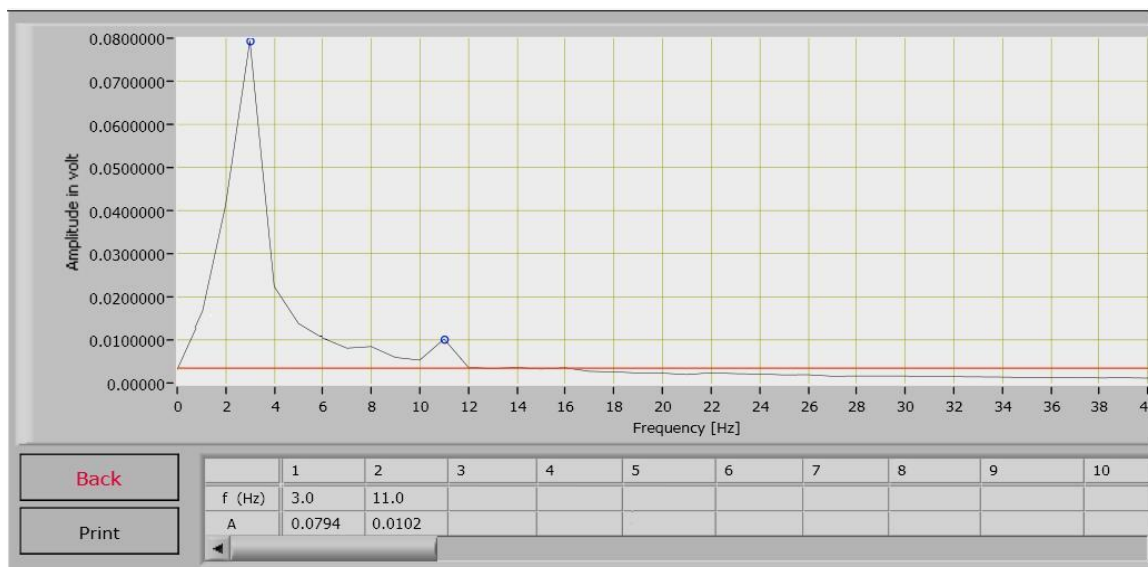 0.0800000
0.0700000
0.0600000
0.0500000
0.0400000
0.0300000
0.0200000
0.0100000
0.00000
Amplitude in volt
0 2 4 6 8 10 12 14 16 18 20 22 24 26 28 30 32 34 36 38
Frequency [Hz]
Back
Print
1 2 3 4 5 6 7 8 9 10
f (Hz) 3.0 11.0
A 0.0794 0.0102